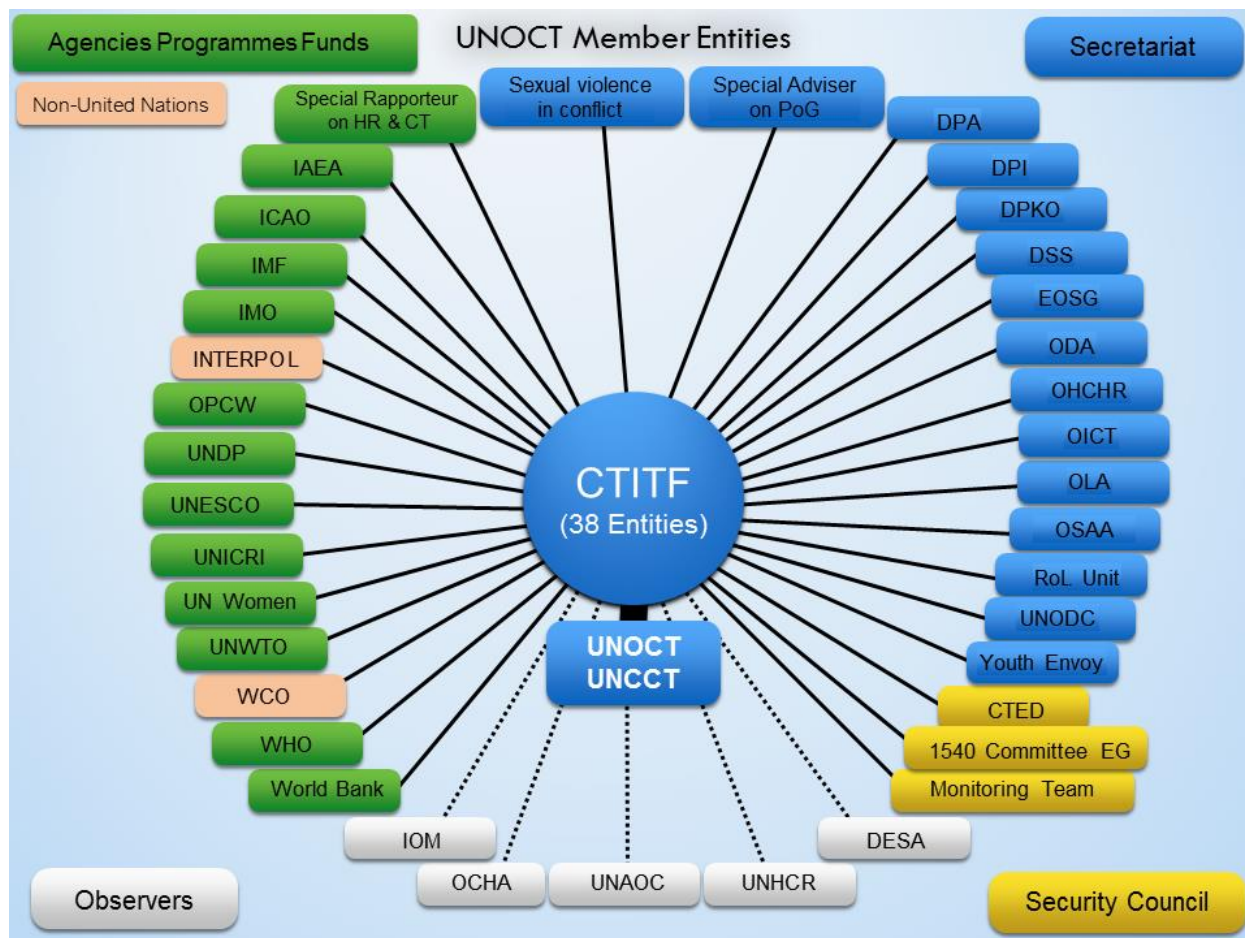 UNOCT Member Entities
Agencies Programmes Funds
Secretariat
Non-United Nations
Special Rapporteur
on HR & CT
Sexual violence
in conflict
Special Adviser
on PoG
DPA
IAEA
DPI
ICAO
DPKO
IMF
DSS
IMO
EOSG
INTERPOL
ODA
OPCW
OHCHR
UNDP
OICT
UNESCO
OLA
CTITF
(38 Entities)
UNICRI
OSAA
UN Women
RoL Unit
UNWTO
UNODC
UNOCT
UNCCT
Youth Envoy
WCO
CTED
WHO
1540 Committee EG
World Bank
Monitoring Team
IOM
DESA
OCHA
UNAOC
UNHCR
Observers
Security Council